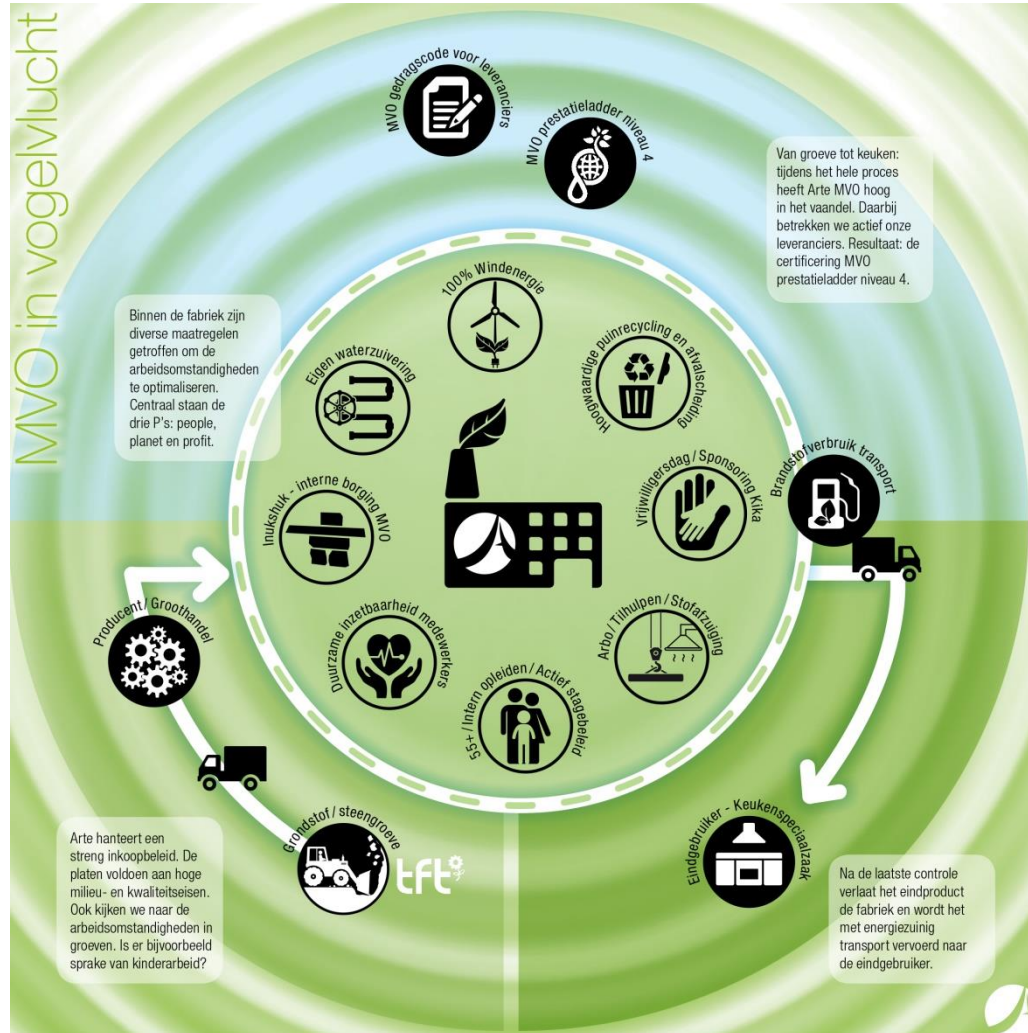 MVO in vogelvlucht
MVO gedragscode voor leveranciers
MVO prestatieladder niveau 4
Van groeve tot keuken:
tijdens het hele proces
heeft Arte MVO hoog
in het vaandel. Daarbij
betrekken we actief onze
leveranciers. Resultaat: de
certificering MVO
prestatieladder niveau 4.
Binnen de fabriek zijn
diverse maatregelen
getroffen om de
arbeidsomstandigheden
te optimaliseren.
Centraal staan de
drie P's: people,
planet en profit.
100% Windenergie
Eigen waterzuivering
Hoogwaardige puinrecycling en afvalscheiding
Inukshuk - interne borging MVO
Vrijwilligersdag / Sponsoring Kika
Brandstofverbruik transport
Duurzame inzetbaarheid medewerkers
55+ / Intern opleiden / Actief stagebeleid
Arbo / Tilhulpen / Stofafzuiging
Producent / Groothandel
Grondstof / steengroeve
tft
Eindgebruiker - Keukenspeciaalzaak
Arte hanteert een
streng inkoopbeleid. De
platen voldoen aan hoge
milieu- en kwaliteitseisen.
Ook kijken we naar de
arbeidsomstandigheden in
groeven. Is er bijvoorbeeld
sprake van kinderarbeid?
Na de laatste controle
verlaat het eindproduct
de fabriek en wordt het
met energiezuinig
transport vervoerd naar
de eindgebruiker.